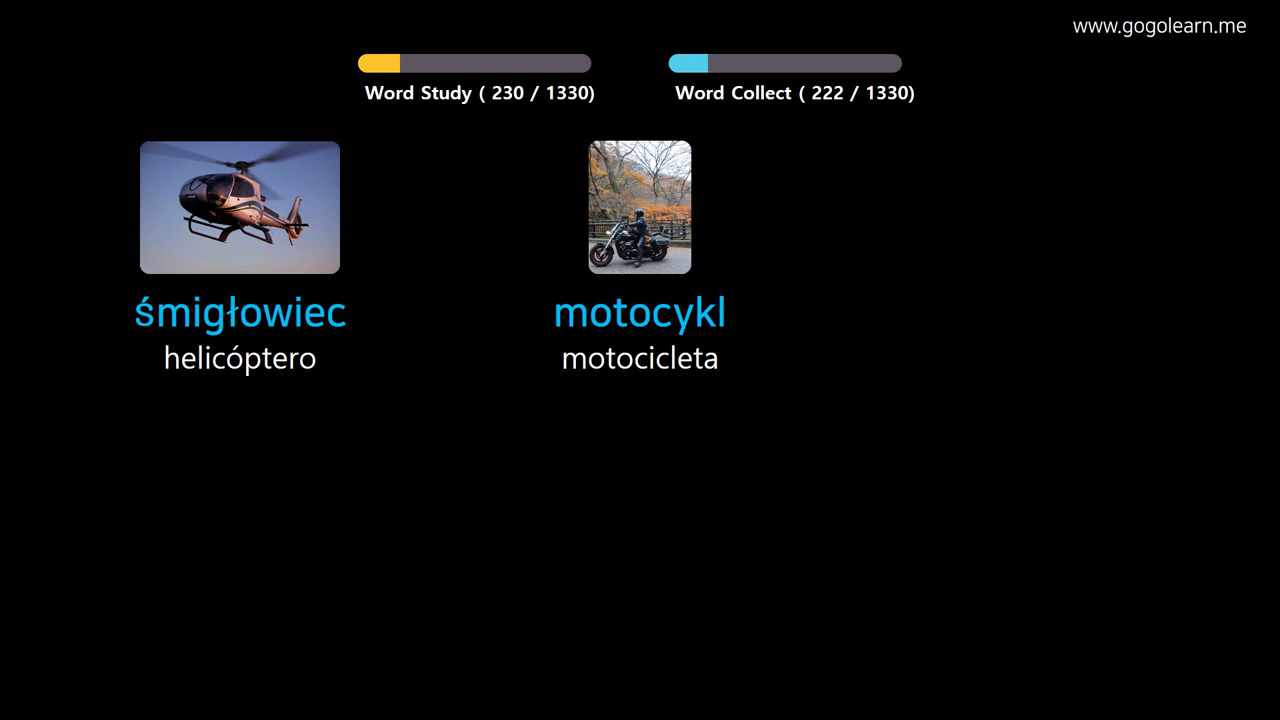 www.gogolearn.me
Word Study ( 230 / 1330)
Word Collect ( 222 / 1330)
śmigłowiec
helicóptero
motocykl
motocicleta